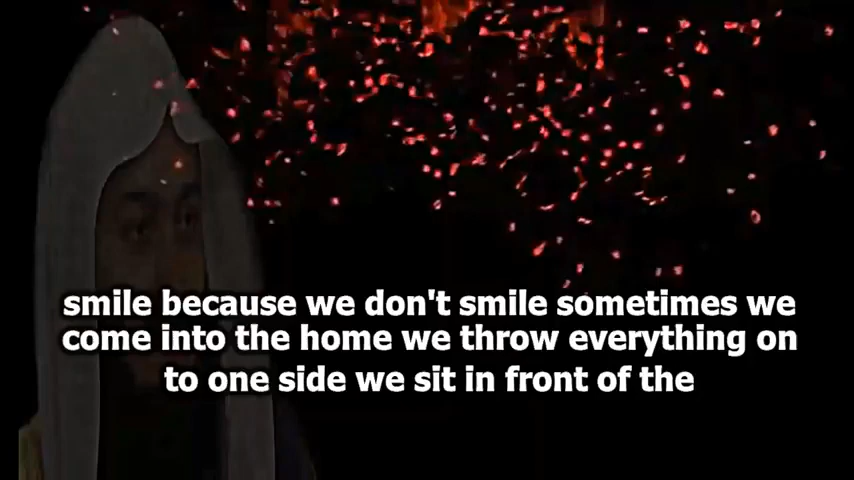 smile because we don't smile sometimes we
come into the home we throw everything on
to one side we sit in front of the